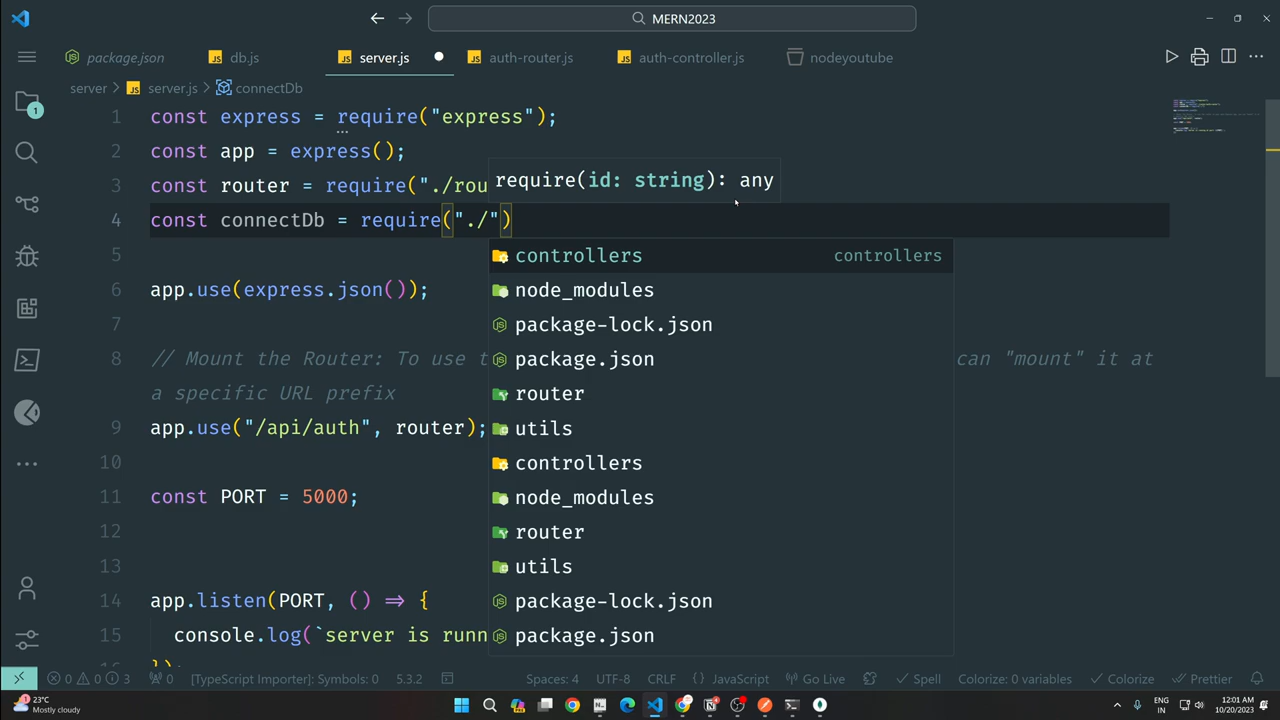 MERN2023
package.json
db.js
server.js
auth-router.js
auth-controller.js
nodeyoutube
server
server.js
connectDb
1 const express = require("express");
2 const app = express();
3 const router = require("./rou
require(id: string): any
4 const connectDb = require("./")
5
controllers controllers
6 app.use(express.json());
node_modules
7
package-lock.json
8 // Mount the Router: To use t
package.json
can "mount" it at
a specific URL prefix
router
9 app.use("/api/auth", router);
utils
10
controllers
11 const PORT = 5000;
node_modules
12
router
13
utils
14 app.listen(PORT, () => {
package-lock.json
15 console.log(`server is runn
package.json
1
0 0 3 0 [TypeScript Importer]: Symbols: 0 5.3.2 Spaces: 4 UTF-8 CRLF {} JavaScript Go Live Spell Colorize: 0 variables Colorize Prettier
23°C
Mostly cloudy
ENG
IN
12:01 AM
10/20/2023